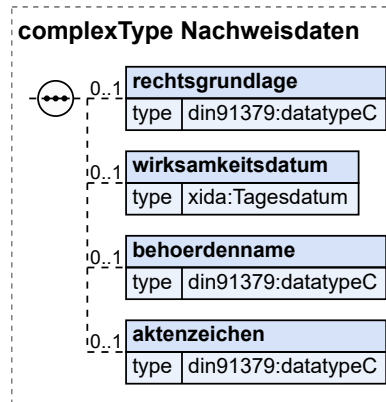 complexType Nachweisdaten
0..1 rechtsgrundlage
type din91379:datatypeC
0..1 wirksamkeitsdatum
type xida:Tagesdatum
0..1 behoerdenname
type din91379:datatypeC
0..1 aktenzeichen
type din91379:datatypeC